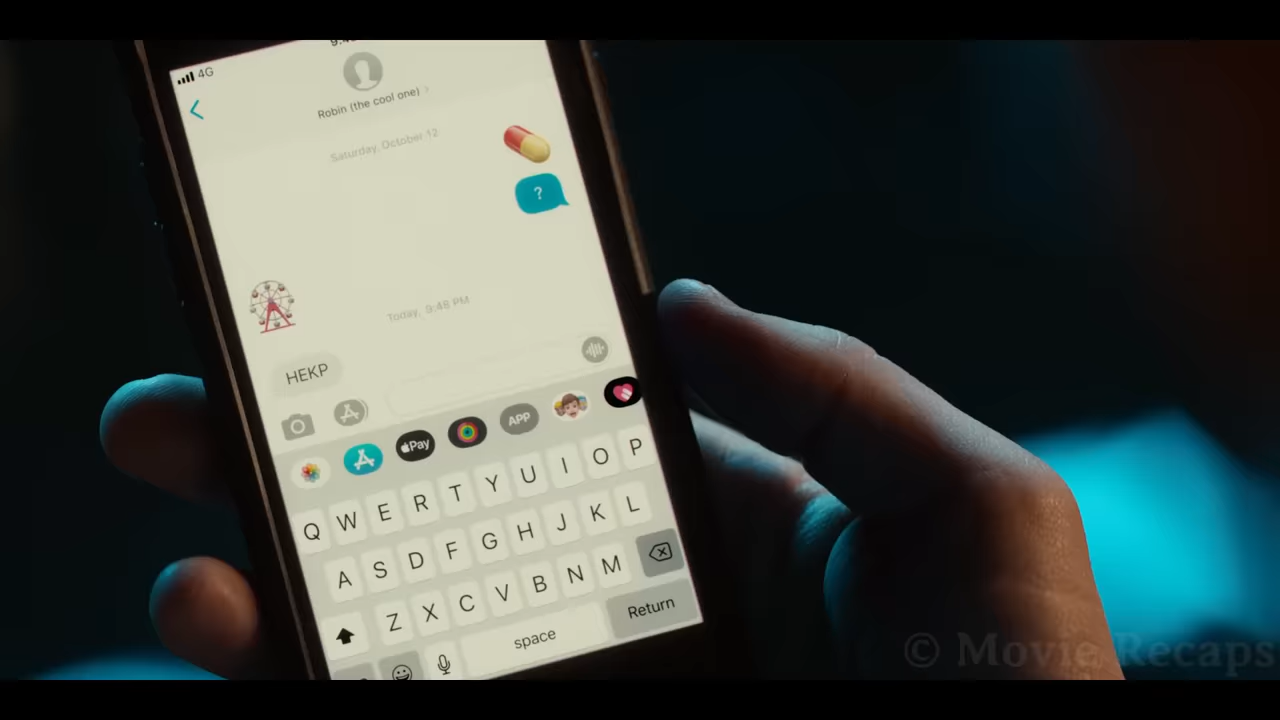 4G
Robin (the cool one) >
Saturday, October 12
?
Today, 9:48 PM
HEKP
Pay
APP
Q W E R T Y U I O P
A S D F G H J K L
Z X C V B N M
space
Return
© Movie Recaps